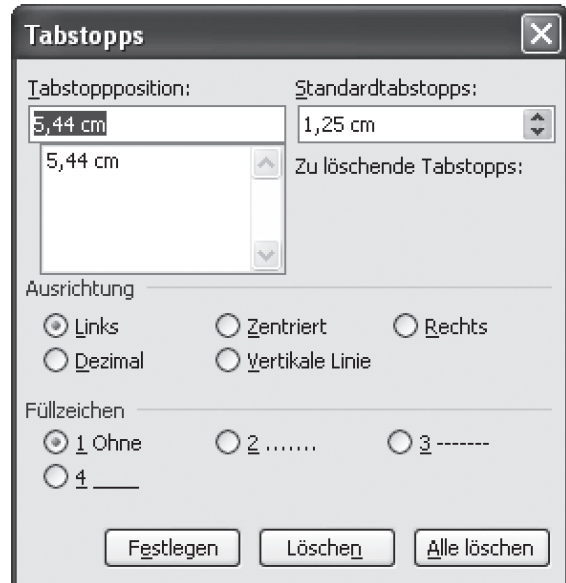 Tabstopps
Tabstoppposition: Standardtabstopps:
5,44 cm 1,25 cm
5,44 cm Zu löschende Tabstopps:
Ausrichtung
Links Zentriert Rechts
Dezimal Vertikale Linie
Füllzeichen
1 Ohne 2 ....... 3 -------
4 ____
Festlegen Löschen Alle löschen